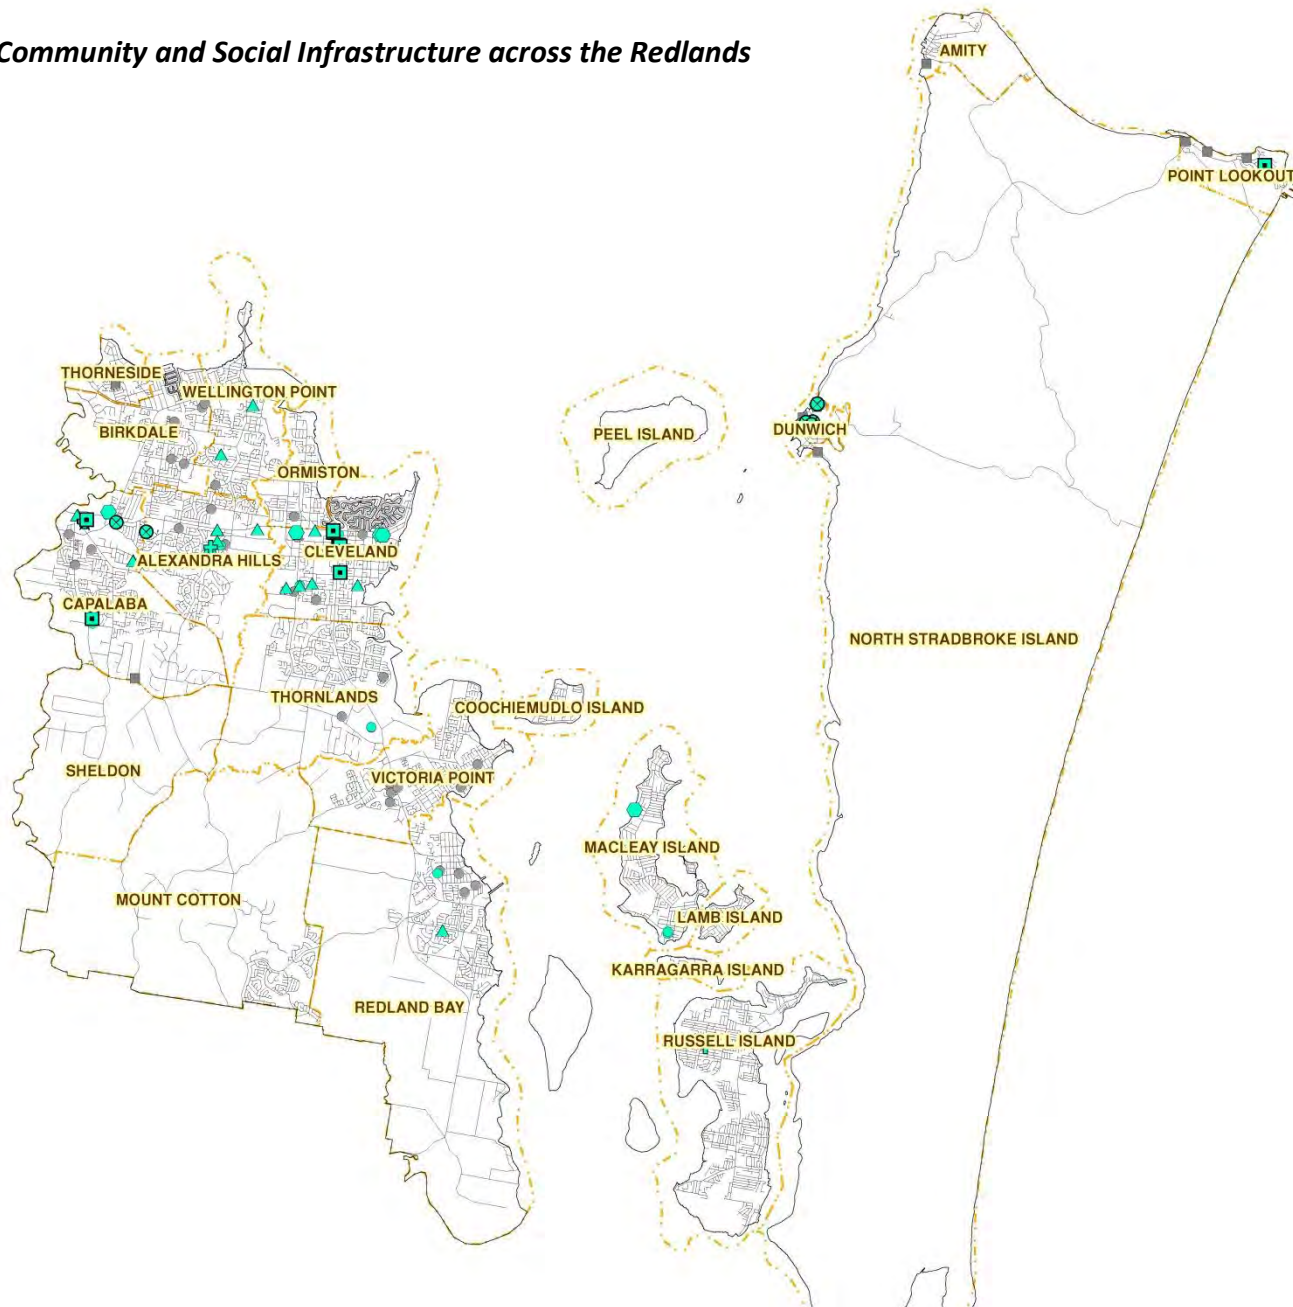 Community and Social Infrastructure across the Redlands
AMITY
POINT LOOKOUT
THORNESIDE
WELLINGTON POINT
BIRKDALE
ORMISTON
PEEL ISLAND
DUNWICH
ALEXANDRA HILLS
CLEVELAND
CAPALABA
NORTH STRADBROKE ISLAND
THORNLANDS
COOCHIEMUDLO ISLAND
SHELDON
VICTORIA POINT
MACLEAY ISLAND
MOUNT COTTON
LAMB ISLAND
KARRAGARRA ISLAND
REDLAND BAY
RUSSELL ISLAND